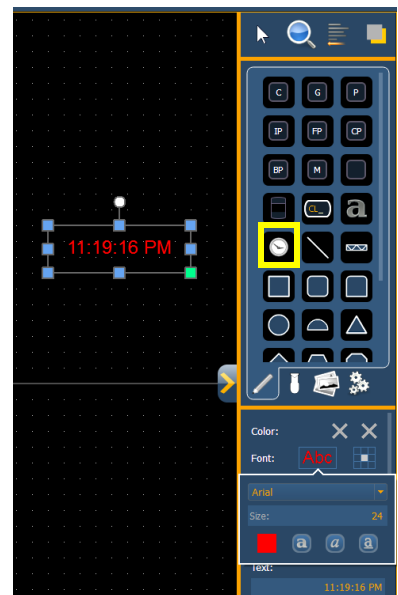 C G P
IP FP CP
BP M
CL_ a
11:19:16 PM
Color:
Font: Abc
Arial
Size: 24
a a a
Text:
11:19:16 PM